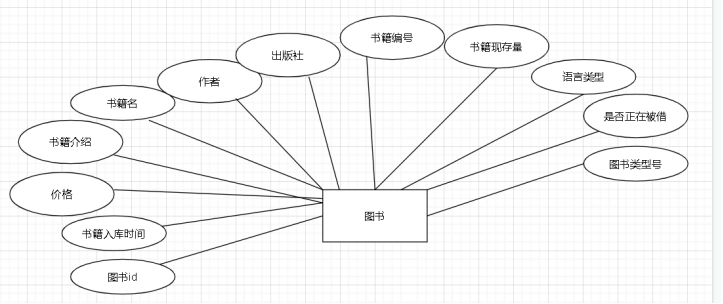 书籍编号
书籍现存量
出版社
语言类型
作者
书籍名
是否正在被借
书籍介绍
图书类型号
价格
图书
书籍入库时间
图书id